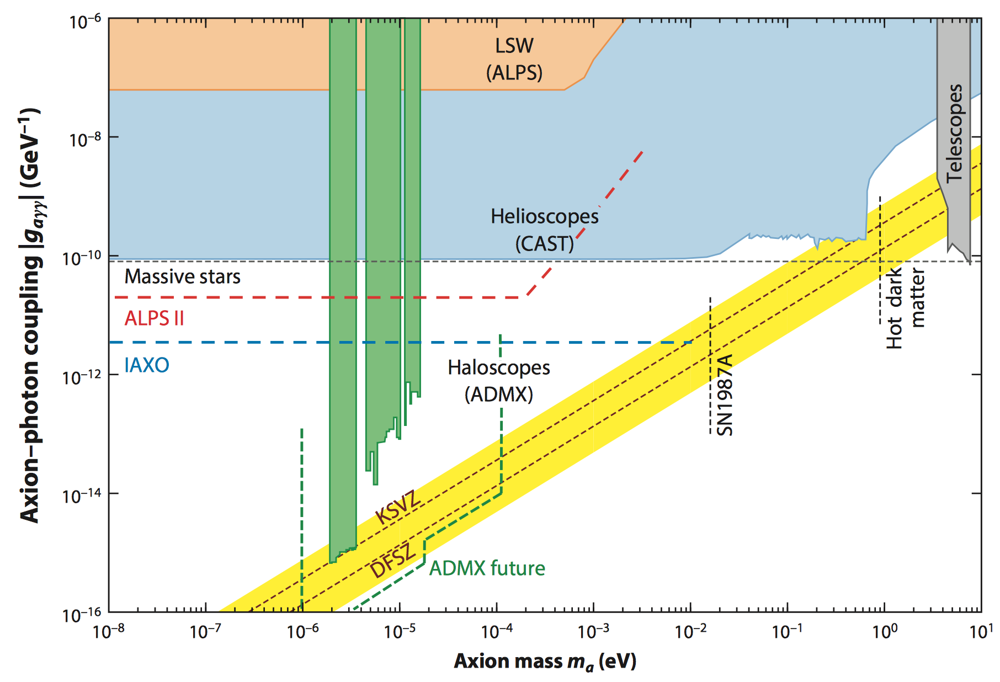 Axion–photon coupling |gₐᵧᵧ| (GeV⁻¹)
10⁻⁶
10⁻⁸
10⁻¹⁰
10⁻¹²
10⁻¹⁴
10⁻¹⁶
LSW
(ALPS)
Telescopes
Helioscopes
(CAST)
Massive stars
ALPS II
IAXO
Haloscopes
(ADMX)
Hot dark
matter
SN1987A
KSVZ
DFSZ
ADMX future
10⁻⁸
10⁻⁷
10⁻⁶
10⁻⁵
10⁻⁴
10⁻³
10⁻²
10⁻¹
10⁰
10¹
Axion mass mₐ (eV)